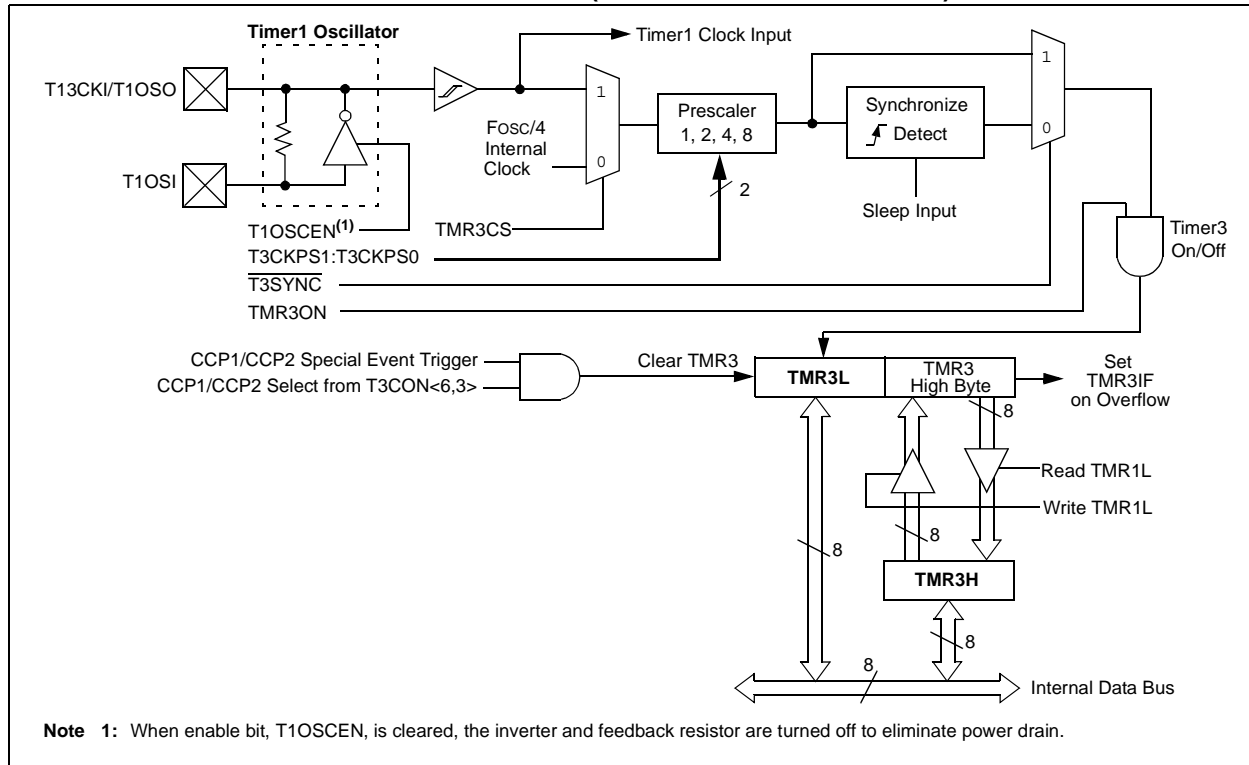 Timer1 Oscillator
Timer1 Clock Input
T13CKI/T1OSO
T1OSI
1
0
FOSC/4
Internal
Clock
Prescaler
1, 2, 4, 8
2
Synchronize
Detect
1
0
Sleep Input
T1OSCEN(1)
TMR3CS
T3CKPS1:T3CKPS0
T3SYNC
TMR3ON
Timer3
On/Off
CCP1/CCP2 Special Event Trigger
CCP1/CCP2 Select from T3CON<6,3>
Clear TMR3
TMR3L
TMR3
High Byte
Set
TMR3IF
on Overflow
8
Read TMR1L
Write TMR1L
8
8
TMR3H
8
8
Internal Data Bus
Note 1: When enable bit, T1OSCEN, is cleared, the inverter and feedback resistor are turned off to eliminate power drain.